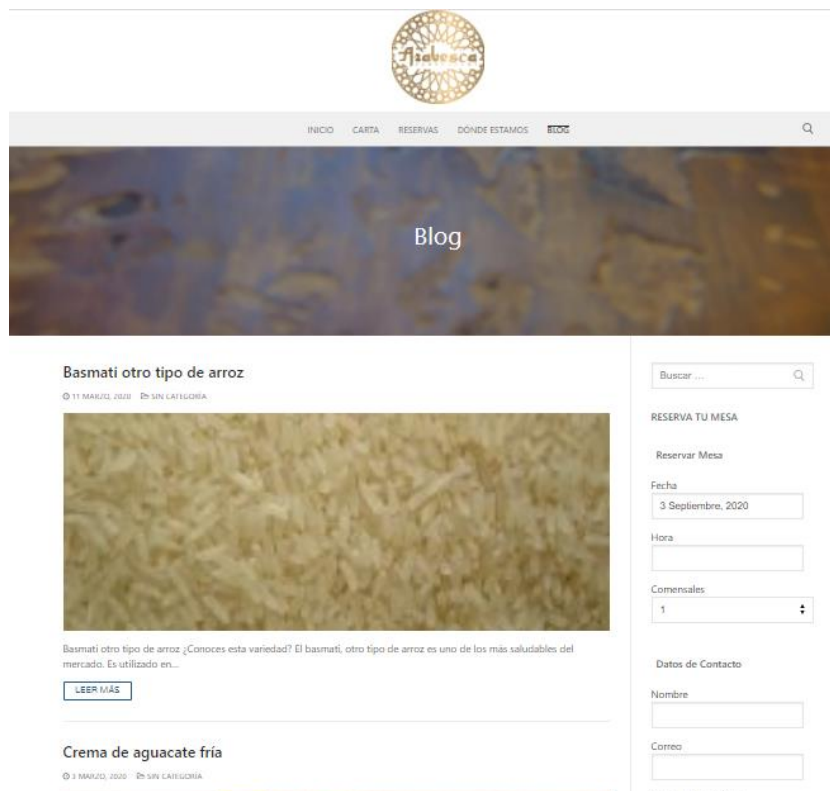 Arabesca
INICIO CARTA RESERVAS DÓNDE ESTAMOS BLOG
Blog
Basmati otro tipo de arroz
11 MARZO, 2020 SIN CATEGORÍA
Basmati otro tipo de arroz ¿Conoces esta variedad? El basmati, otro tipo de arroz es uno de los más saludables del
mercado. Es utilizado en...
LEER MÁS
Crema de aguacate fría
3 MARZO, 2020 SIN CATEGORÍA
Buscar ...
RESERVA TU MESA
Reservar Mesa
Fecha
3 Septiembre, 2020
Hora
Comensales
1
Datos de Contacto
Nombre
Correo